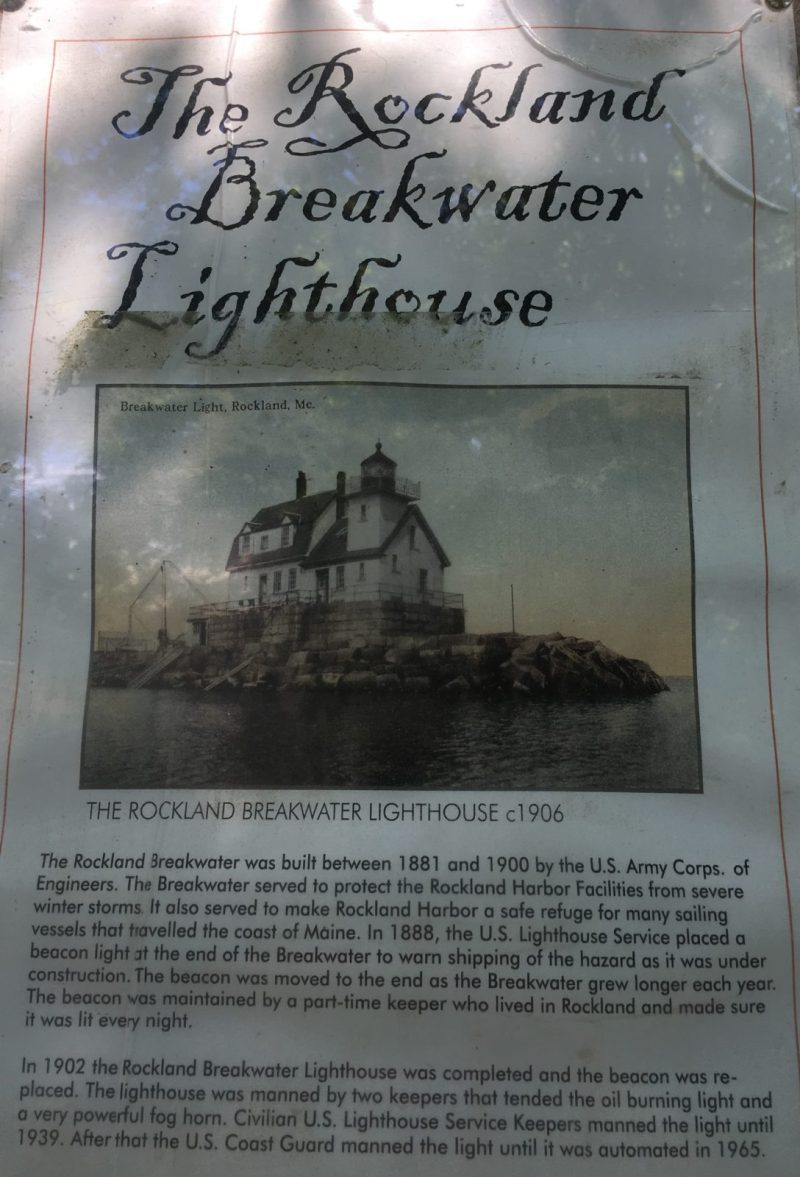 The Rockland
Breakwater
Lighthouse
Breakwater Light, Rockland, Me.
THE ROCKLAND BREAKWATER LIGHTHOUSE c1906
The Rockland Breakwater was built between 1881 and 1900 by the U.S. Army Corps. of
Engineers. The Breakwater served to protect the Rockland Harbor Facilities from severe
winter storms. It also served to make Rockland Harbor a safe refuge for many sailing
vessels that travelled the coast of Maine. In 1888, the U.S. Lighthouse Service placed a
beacon light at the end of the Breakwater to warn shipping of the hazard as it was under
construction. The beacon was moved to the end as the Breakwater grew longer each year.
The beacon was maintained by a part-time keeper who lived in Rockland and made sure
it was lit every night.
In 1902 the Rockland Breakwater Lighthouse was completed and the beacon was re-
placed. The lighthouse was manned by two keepers that tended the oil burning light and
a very powerful fog horn. Civilian U.S. Lighthouse Service Keepers manned the light until
1939. After that the U.S. Coast Guard manned the light until it was automated in 1965.